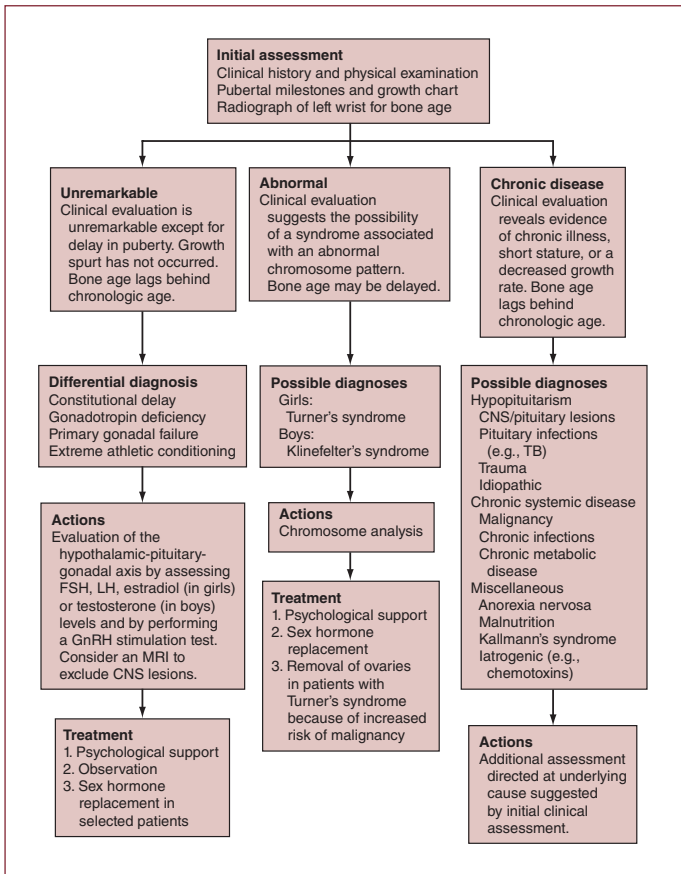 Initial assessment
Clinical history and physical examination
Pubertal milestones and growth chart
Radiograph of left wrist for bone age
Unremarkable
Clinical evaluation is
unremarkable except for
delay in puberty. Growth
spurt has not occurred.
Bone age lags behind
chronologic age.
Differential diagnosis
Constitutional delay
Gonadotropin deficiency
Primary gonadal failure
Extreme athletic conditioning
Actions
Evaluation of the
hypothalamic-pituitary-
gonadal axis by assessing
FSH, LH, estradiol (in girls)
or testosterone (in boys)
levels and by performing
a GnRH stimulation test.
Consider an MRI to
exclude CNS lesions.
Treatment
1. Psychological support
2. Observation
3. Sex hormone
replacement in
selected patients
Abnormal
Clinical evaluation
suggests the possibility
of a syndrome associated
with an abnormal
chromosome pattern.
Bone age may be delayed.
Possible diagnoses
Girls:
Turner's syndrome
Boys:
Klinefelter's syndrome
Actions
Chromosome analysis
Treatment
1. Psychological support
2. Sex hormone
replacement
3. Removal of ovaries
in patients with
Turner's syndrome
because of increased
risk of malignancy
Chronic disease
Clinical evaluation
reveals evidence
of chronic illness,
short stature, or a
decreased growth
rate. Bone age
lags behind
chronologic age.
Possible diagnoses
Hypopituitarism
CNS/pituitary lesions
Pituitary infections
(e.g., TB)
Trauma
Idiopathic
Chronic systemic disease
Malignancy
Chronic infections
Chronic metabolic
disease
Miscellaneous
Anorexia nervosa
Malnutrition
Kallmann's syndrome
Iatrogenic (e.g.,
chemotoxins)
Actions
Additional assessment
directed at underlying
cause suggested
by initial clinical
assessment.